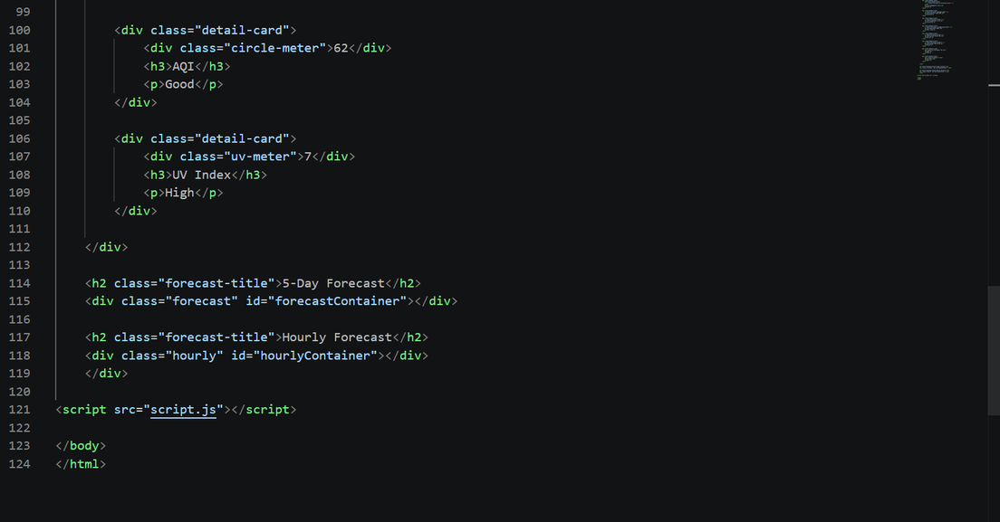 99
100 <div class="detail-card">
101 <div class="circle-meter">62</div>
102 <h3>AQI</h3>
103 <p>Good</p>
104 </div>
105
106 <div class="detail-card">
107 <div class="uv-meter">7</div>
108 <h3>UV Index</h3>
109 <p>High</p>
110 </div>
111
112 </div>
113
114 <h2 class="forecast-title">5-Day Forecast</h2>
115 <div class="forecast" id="forecastContainer"></div>
116
117 <h2 class="forecast-title">Hourly Forecast</h2>
118 <div class="hourly" id="hourlyContainer"></div>
119 </div>
120
121 <script src="script.js"></script>
122
123 </body>
124 </html>